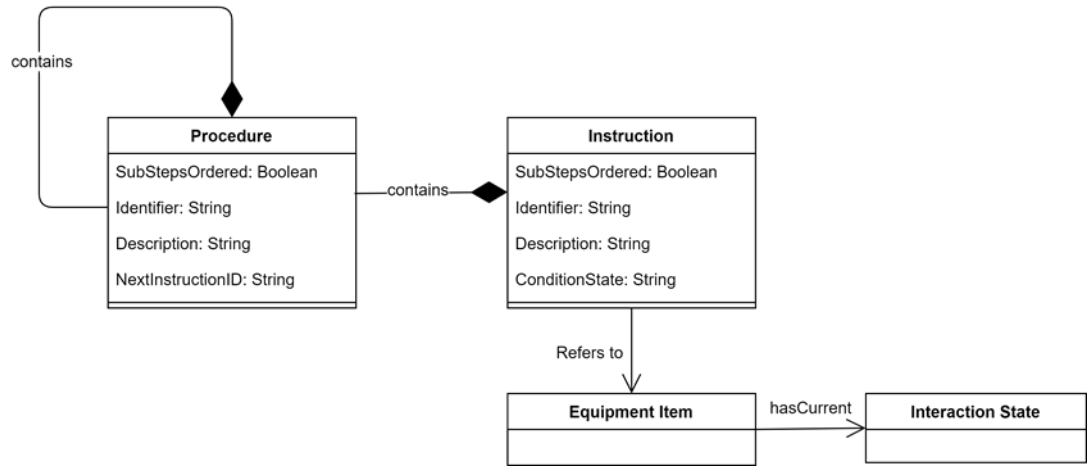 contains
Procedure
SubStepsOrdered: Boolean
Identifier: String
Description: String
NextInstructionID: String
contains
Instruction
SubStepsOrdered: Boolean
Identifier: String
Description: String
ConditionState: String
Refers to
Equipment Item
hasCurrent
Interaction State